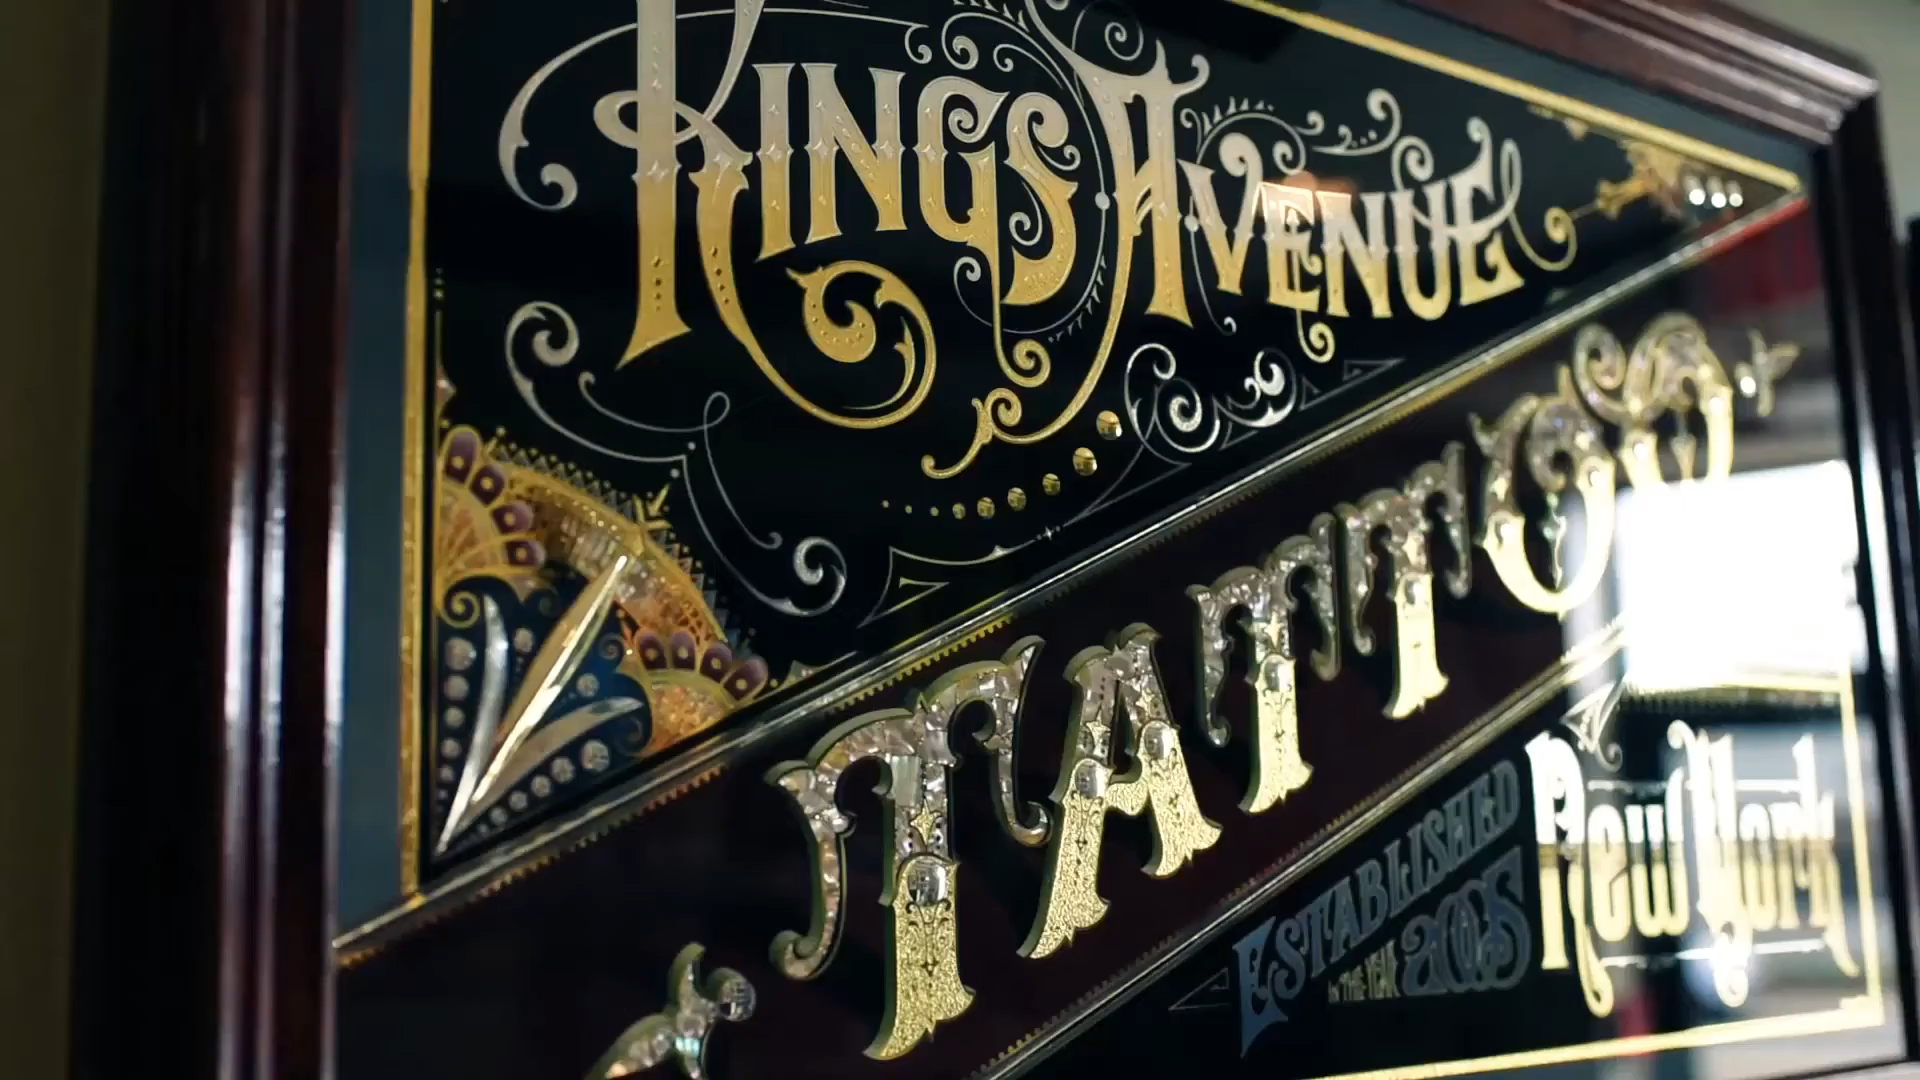 KINGS AVENUE
TATTOO
ESTABLISHED
IN THE YEAR 2005
New York